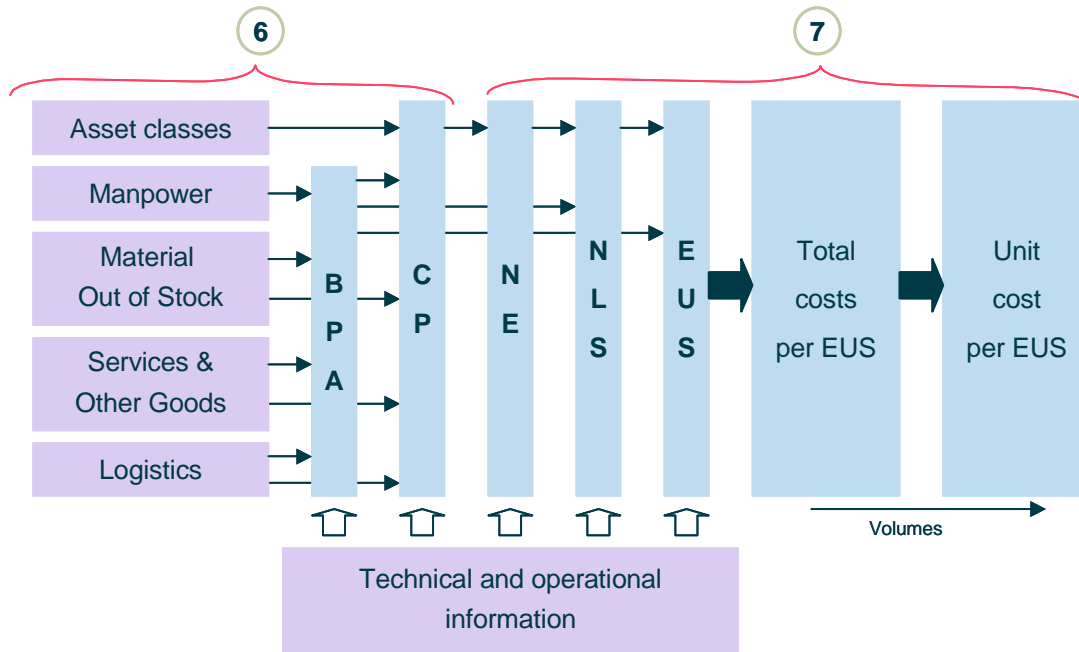 6
7
Asset classes
Manpower
Material
Out of Stock
Services &
Other Goods
Logistics
B
P
A
C
P
N
E
N
L
S
E
U
S
Total
costs
per EUS
Unit
cost
per EUS
Volumes
Technical and operational
information